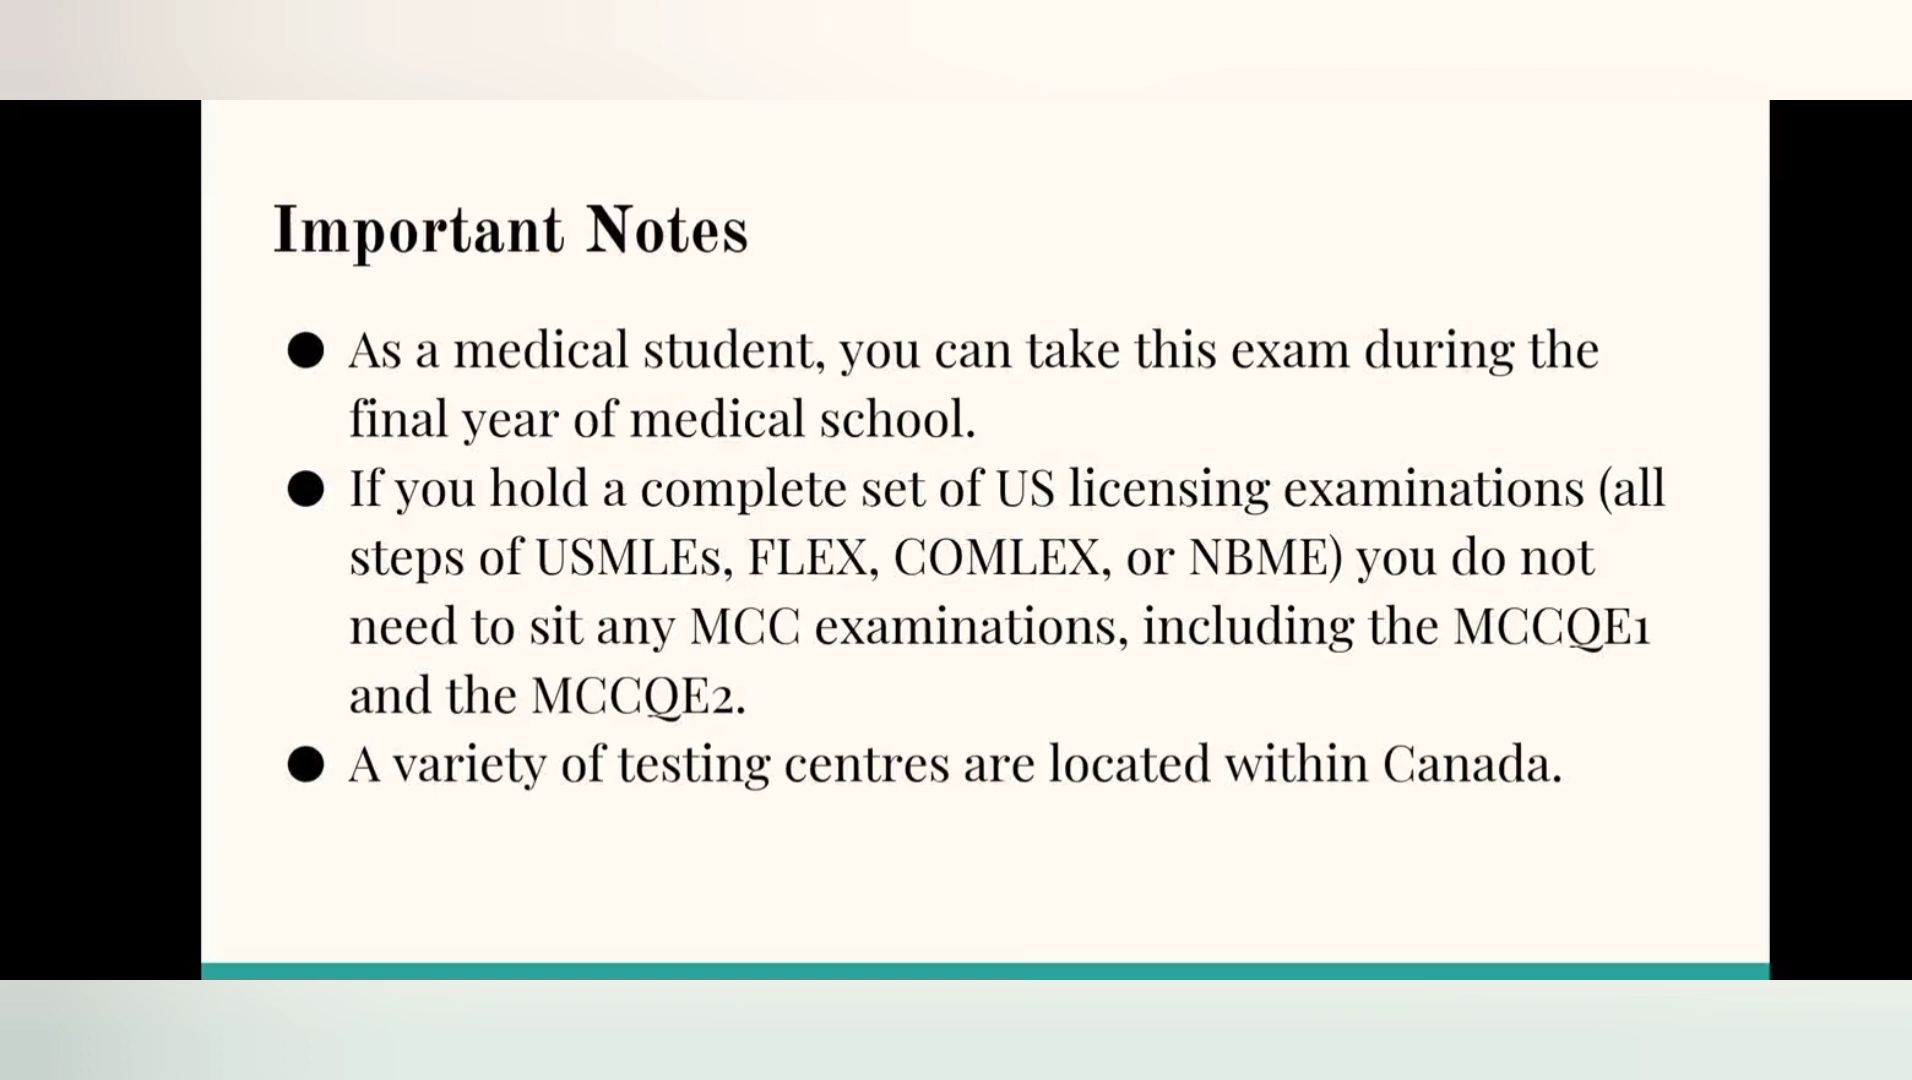 Important Notes
● As a medical student, you can take this exam during the
final year of medical school.
● If you hold a complete set of US licensing examinations (all
steps of USMLEs, FLEX, COMLEX, or NBME) you do not
need to sit any MCC examinations, including the MCCQE1
and the MCCQE2.
● A variety of testing centres are located within Canada.